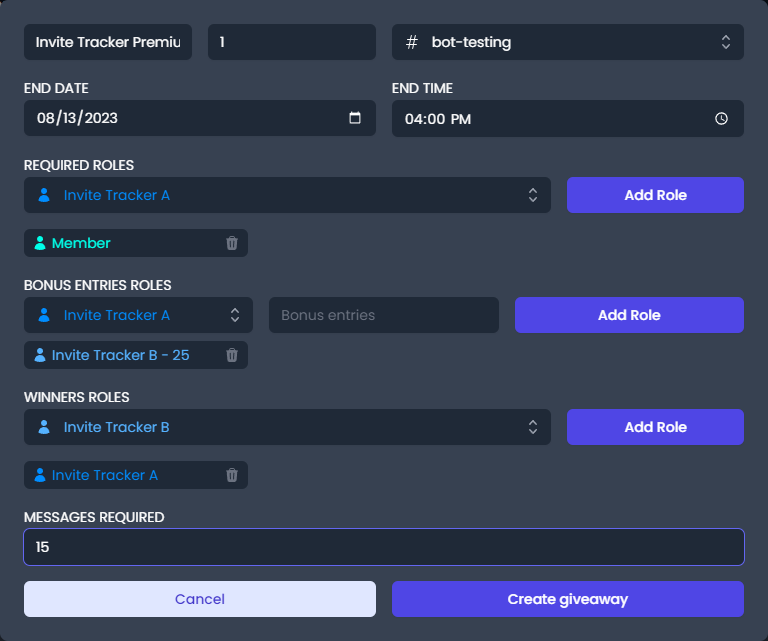 Invite Tracker Premiu
1
# bot-testing
END DATE
END TIME
08/13/2023
04:00 PM
REQUIRED ROLES
Invite Tracker A
Add Role
Member
BONUS ENTRIES ROLES
Invite Tracker A
Bonus entries
Add Role
Invite Tracker B - 25
WINNERS ROLES
Invite Tracker B
Add Role
Invite Tracker A
MESSAGES REQUIRED
15
Cancel
Create giveaway